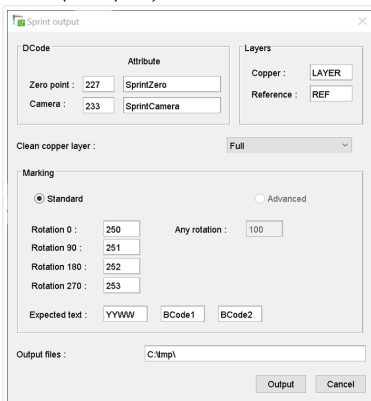 Sprint output
DCode
Attribute
Zero point : 227 SprintZero
Camera : 233 SprintCamera
Layers
Copper : LAYER
Reference : REF
Clean copper layer : Full
Marking
Standard Advanced
Rotation 0 : 250 Any rotation : 100
Rotation 90 : 251
Rotation 180 : 252
Rotation 270 : 253
Expected text : YYWW BCode1 BCode2
Output files : C:\tmp\
Output Cancel